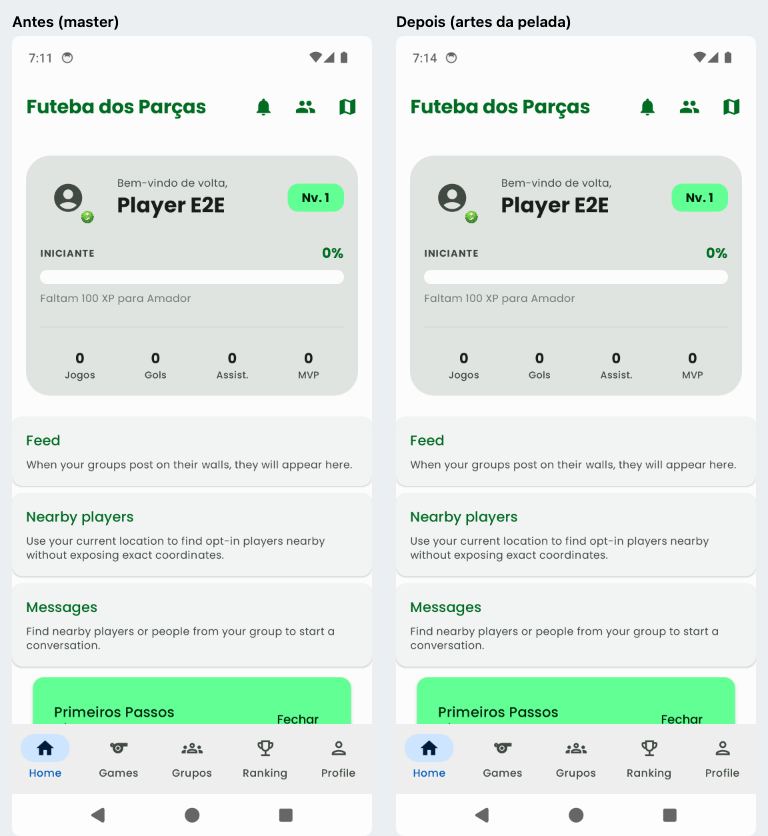 Antes (master)
7:11
Futeba dos Parças
Bem-vindo de volta,
Player E2E
Nv. 1
INICIANTE
0%
Faltam 100 XP para Amador
0 0 0 0
Jogos Gols Assist. MVP
Feed
When your groups post on their walls, they will appear here.
Nearby players
Use your current location to find opt-in players nearby
without exposing exact coordinates.
Messages
Find nearby players or people from your group to start a
conversation.
Primeiros Passos
Fechar
Home Games Grupos Ranking Profile
Depois (artes da pelada)
7:14
Futeba dos Parças
Bem-vindo de volta,
Player E2E
Nv. 1
INICIANTE
0%
Faltam 100 XP para Amador
0 0 0 0
Jogos Gols Assist. MVP
Feed
When your groups post on their walls, they will appear here.
Nearby players
Use your current location to find opt-in players nearby
without exposing exact coordinates.
Messages
Find nearby players or people from your group to start a
conversation.
Primeiros Passos
Fechar
Home Games Grupos Ranking Profile